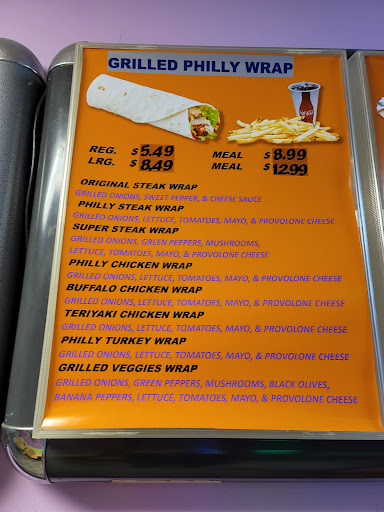 GRILLED PHILLY WRAP
REG. $ 5.49 MEAL $ 8.99
LRG. $ 8.49 MEAL $ 12.99
ORIGINAL STEAK WRAP
GRILLED ONIONS, SWEET PEPPER, & CHEESE SAUCE
PHILLY STEAK WRAP
GRILLED ONIONS, LETTUCE, TOMATOES, MAYO, & PROVOLONE CHEESE
SUPER STEAK WRAP
GRILLED ONIONS, GREEN PEPPERS, MUSHROOMS,
LETTUCE, TOMATOES, MAYO, & PROVOLONE CHEESE
PHILLY CHICKEN WRAP
GRILLED ONIONS, LETTUCE, TOMATOES, MAYO, & PROVOLONE CHEESE
BUFFALO CHICKEN WRAP
GRILLED ONIONS, LETTUCE, TOMATOES, MAYO, & PROVOLONE CHEESE
TERIYAKI CHICKEN WRAP
GRILLED ONIONS, LETTUCE, TOMATOES, MAYO, & PROVOLONE CHEESE
PHILLY TURKEY WRAP
GRILLED ONIONS, LETTUCE, TOMATOES, MAYO, & PROVOLONE CHEESE
GRILLED VEGGIES WRAP
GRILLED ONIONS, GREEN PEPPERS, MUSHROOMS, BLACK OLIVES,
BANANA PEPPERS, LETTUCE, TOMATOES, MAYO, & PROVOLONE CHEESE